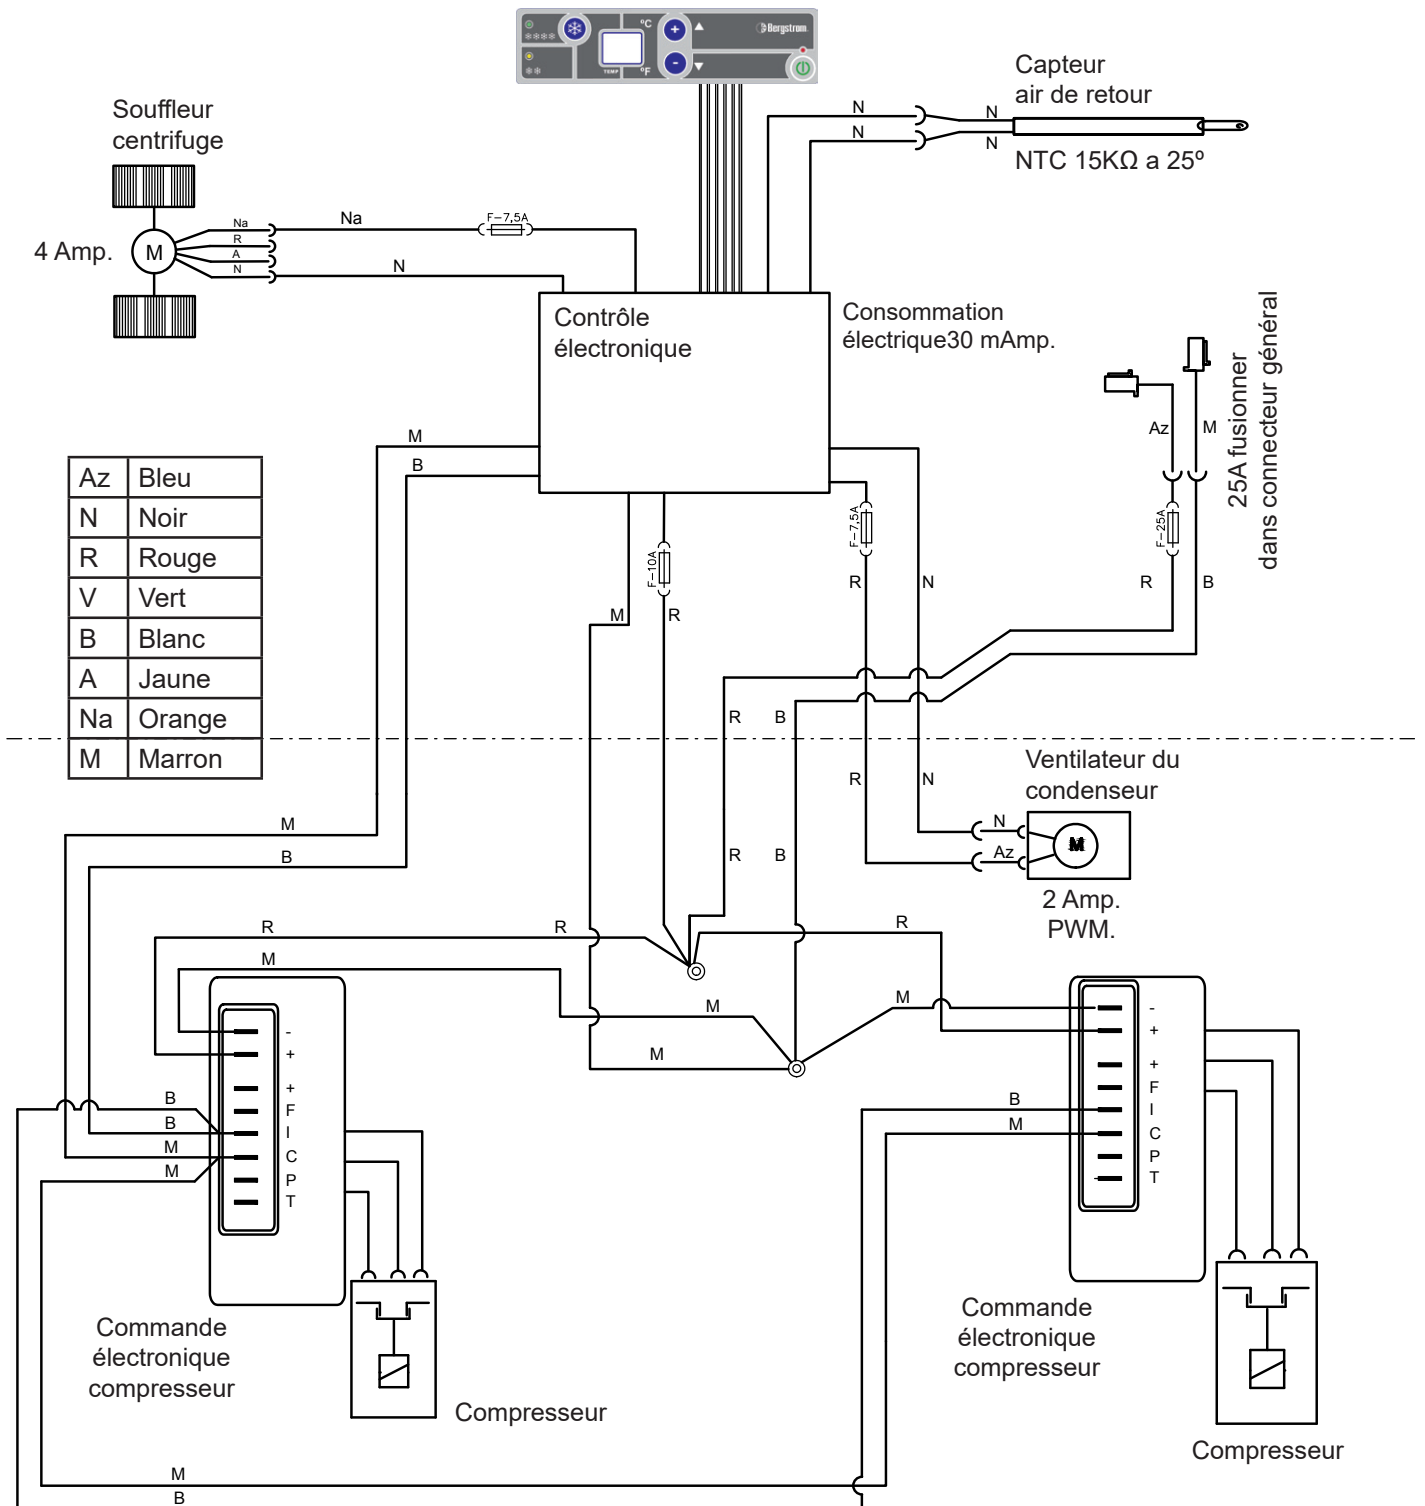 °C
Bergstrom
TEMP
°F
+
-
Capteur
air de retour
N
N
N
N
NTC 15KΩ a 25º
Souffleur
centrifuge
4 Amp.
M
Na
R
A
N
Na
F-7,5A
N
Contrôle
électronique
Consommation
électrique30 mAmp.
25A fusionner
dans connecteur général
Az
M
M
B
Az Bleu
N Noir
R Rouge
V Vert
B Blanc
A Jaune
Na Orange
M Marron
F-10A
F-7,5A
F-25A
M
R
R
N
R
B
R
B
R
N
Ventilateur du
condenseur
N
Az
M
2 Amp.
PWM.
M
B
R
B
R
R
R
M
M
M
M
-
+
+
F
I
C
P
T
B
B
M
M
-
+
+
F
I
C
P
T
B
M
Commande
électronique
compresseur
Compresseur
Commande
électronique
compresseur
Compresseur
M
B